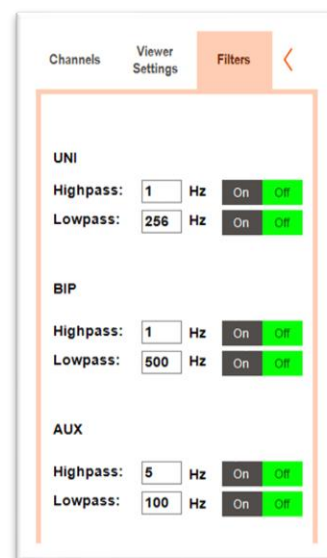 Channels Viewer Settings Filters
UNI
Highpass: 1 Hz On Off
Lowpass: 256 Hz On Off
BIP
Highpass: 1 Hz On Off
Lowpass: 500 Hz On Off
AUX
Highpass: 5 Hz On Off
Lowpass: 100 Hz On Off